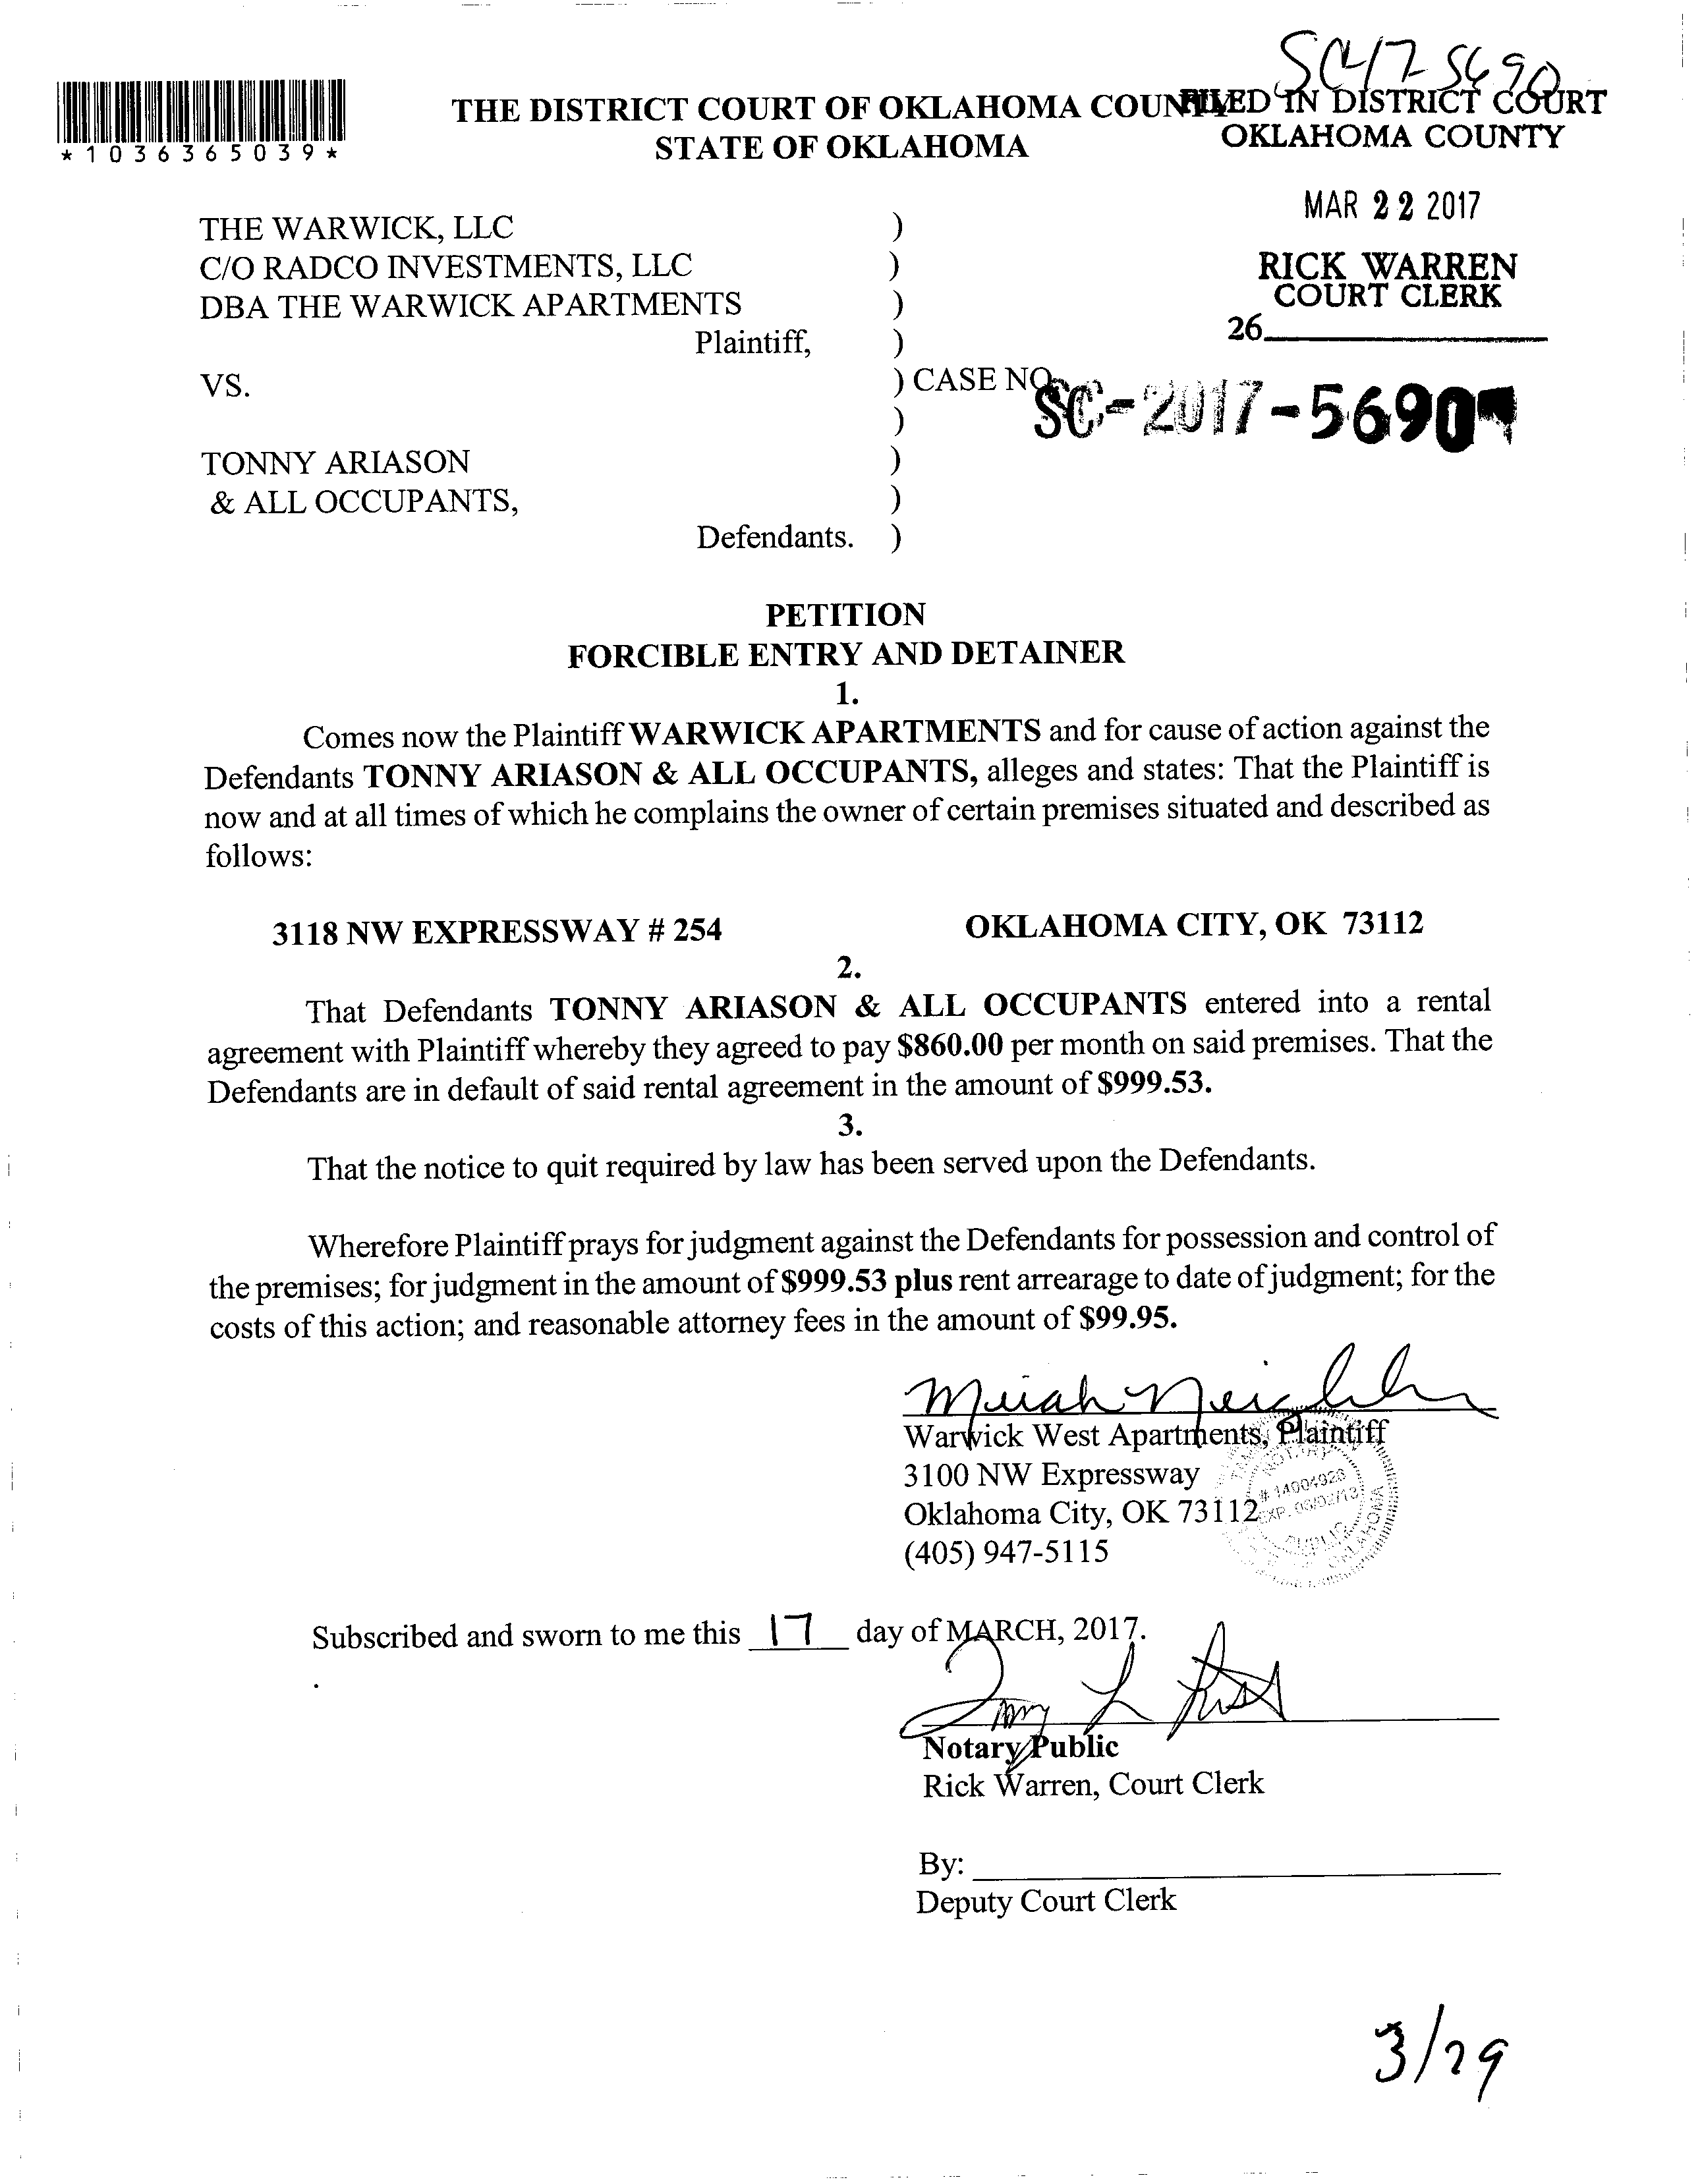 SC17 5690
*1036365039*
THE DISTRICT COURT OF OKLAHOMA COUNTY
STATE OF OKLAHOMA
FILED IN DISTRICT COURT
OKLAHOMA COUNTY
MAR 22 2017
RICK WARREN
COURT CLERK
26
THE WARWICK, LLC )
C/O RADCO INVESTMENTS, LLC )
DBA THE WARWICK APARTMENTS )
Plaintiff, )
VS. ) CASE NO.
SC-2017-5690
)
TONNY ARIASON )
& ALL OCCUPANTS, )
Defendants. )
PETITION
FORCIBLE ENTRY AND DETAINER
1.
Comes now the Plaintiff WARWICK APARTMENTS and for cause of action against the
Defendants TONNY ARIASON & ALL OCCUPANTS, alleges and states: That the Plaintiff is
now and at all times of which he complains the owner of certain premises situated and described as
follows:
3118 NW EXPRESSWAY # 254 OKLAHOMA CITY, OK 73112
2.
That Defendants TONNY ARIASON & ALL OCCUPANTS entered into a rental
agreement with Plaintiff whereby they agreed to pay $860.00 per month on said premises. That the
Defendants are in default of said rental agreement in the amount of $999.53.
3.
That the notice to quit required by law has been served upon the Defendants.
Wherefore Plaintiff prays for judgment against the Defendants for possession and control of
the premises; for judgment in the amount of $999.53 plus rent arrearage to date of judgment; for the
costs of this action; and reasonable attorney fees in the amount of $99.95.
Warwick West Apartments, Plaintiff
3100 NW Expressway
Oklahoma City, OK 73112
(405) 947-5115
NOTARY
# 14004928
PUBLIC
OKLAHOMA
Subscribed and sworn to me this 17 day of MARCH, 2017.
.
Notary Public
Rick Warren, Court Clerk
By:
Deputy Court Clerk
3/29